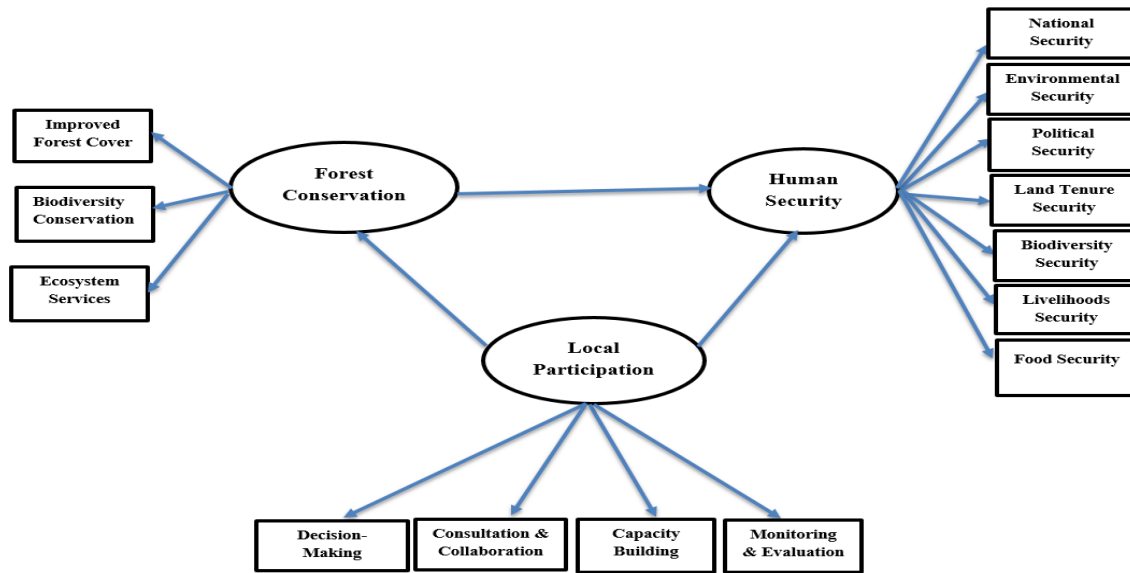 National
Security
Environmental
Security
Improved
Forest Cover
Political
Security
Forest
Conservation
Human
Security
Biodiversity
Conservation
Land Tenure
Security
Biodiversity
Security
Ecosystem
Services
Livelihoods
Security
Local
Participation
Food Security
Decision-
Making
Consultation &
Collaboration
Capacity
Building
Monitoring
& Evaluation